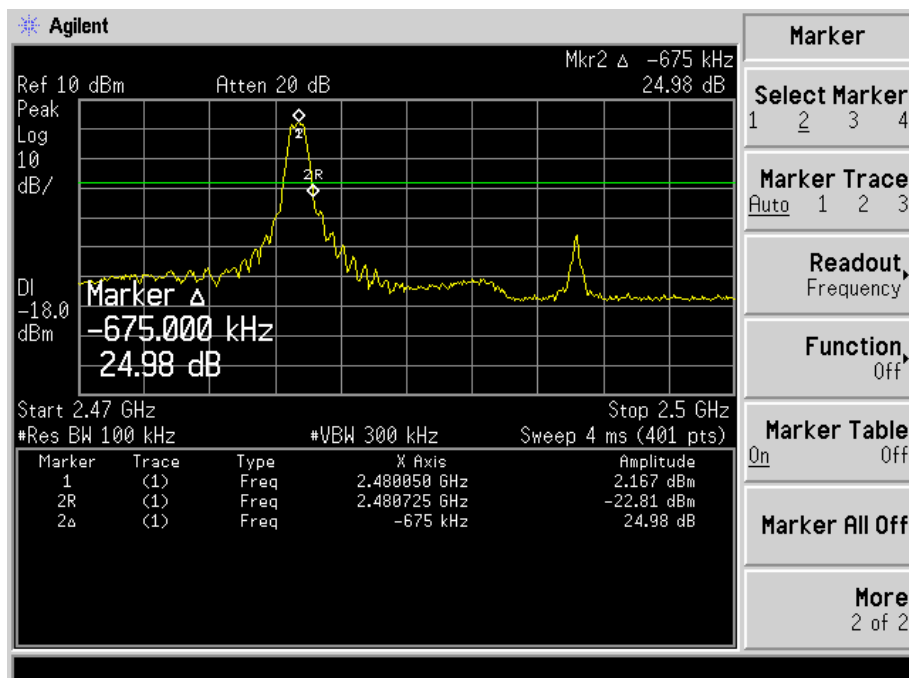 Agilent
Marker
Mkr2 Δ -675 kHz
Ref 10 dBm Atten 20 dB 24.98 dB
Peak
Log
10
dB/
2
2R
DI
-18.0
dBm
Marker Δ
-675.000 kHz
24.98 dB
Start 2.47 GHz Stop 2.5 GHz
#Res BW 100 kHz #VBW 300 kHz Sweep 4 ms (401 pts)
Marker Trace Type X Axis Amplitude
1 (1) Freq 2.480050 GHz 2.167 dBm
2R (1) Freq 2.480725 GHz -22.81 dBm
2Δ (1) Freq -675 kHz 24.98 dB
Select Marker
1 2 3 4
Marker Trace
Auto 1 2 3
Readout
Frequency
Function
Off
Marker Table
On Off
Marker All Off
More
2 of 2